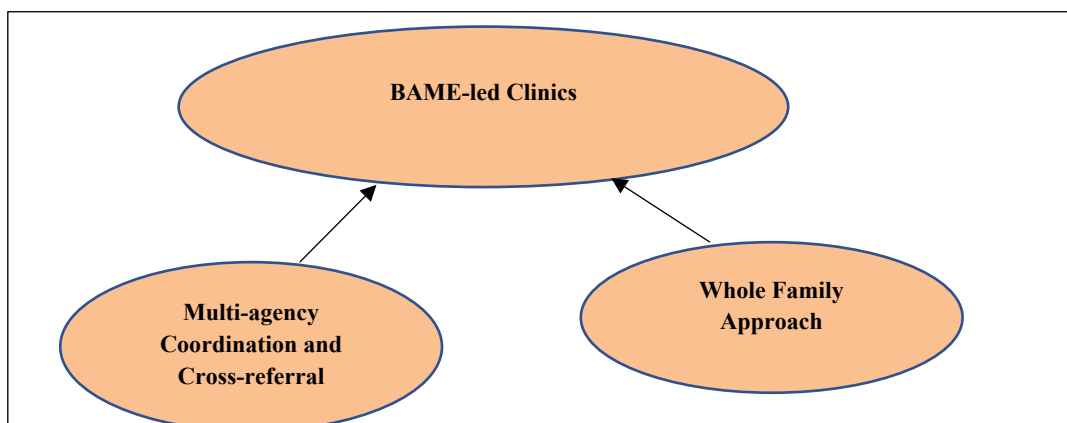 BAME-led Clinics
Multi-agency
Coordination and
Cross-referral
Whole Family
Approach